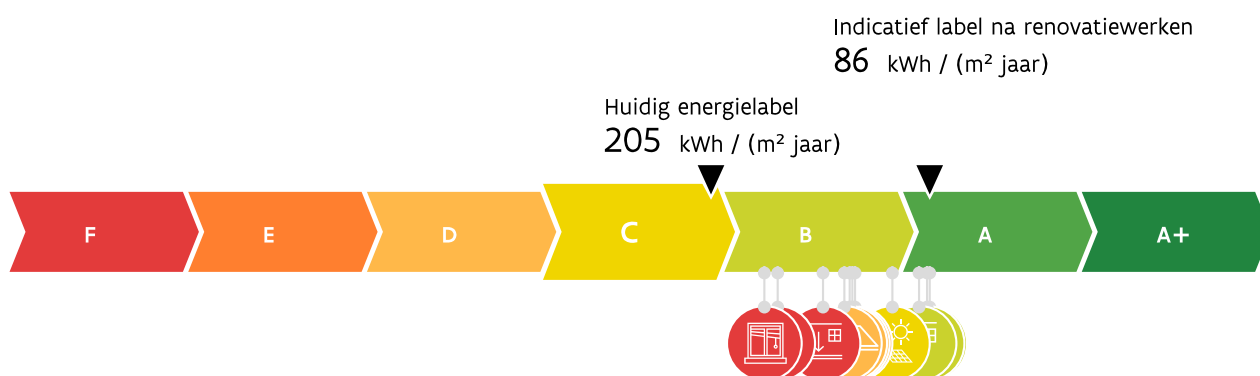 Indicatief label na renovatiewerken
86 kWh / (m² jaar)
Huidig energielabel
205 kWh / (m² jaar)
F E D C B A A+